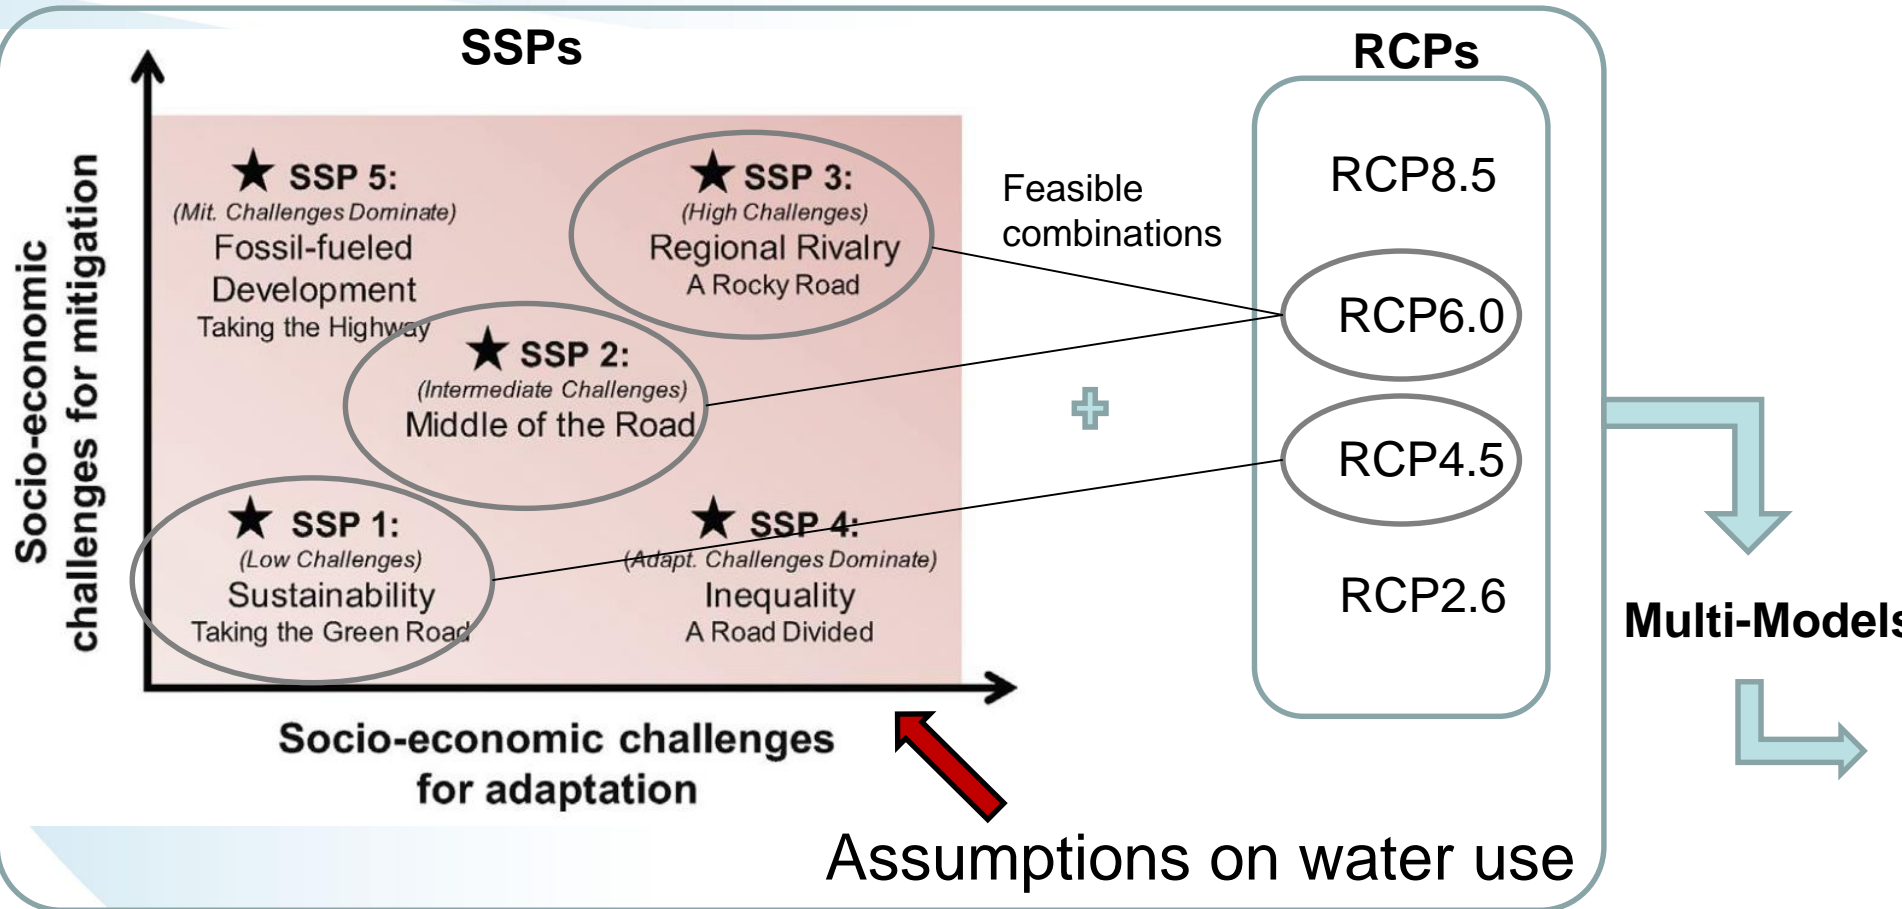 SSPs
RCPs
Socio-economic
challenges for mitigation
SSP 5:
(Mit. Challenges Dominate)
Fossil-fueled
Development
Taking the Highway
SSP 3:
(High Challenges)
Regional Rivalry
A Rocky Road
SSP 2:
(Intermediate Challenges)
Middle of the Road
SSP 1:
(Low Challenges)
Sustainability
Taking the Green Road
SSP 4:
(Adapt. Challenges Dominate)
Inequality
A Road Divided
Socio-economic challenges
for adaptation
Feasible
combinations
RCP8.5
RCP6.0
RCP4.5
RCP2.6
Multi-Models
Assumptions on water use